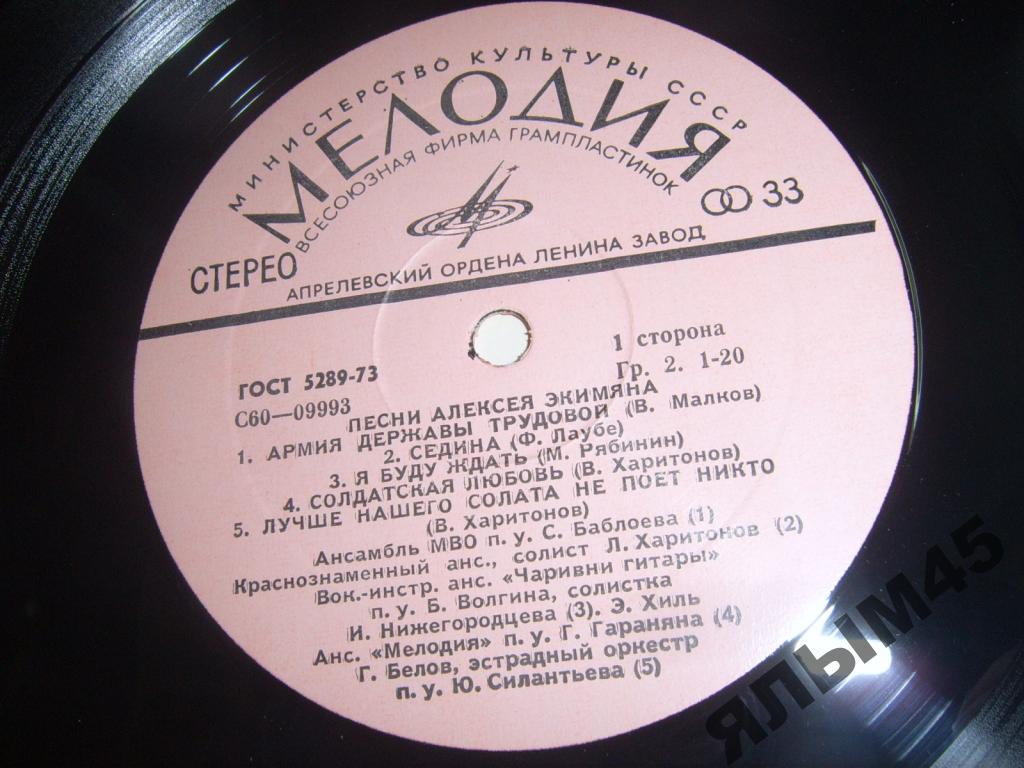 МИНИСТЕРСТВО КУЛЬТУРЫ СССР
МЕЛОДИЯ
ВСЕСОЮЗНАЯ ФИРМА ГРАМПЛАСТИНОК
33
СТЕРЕО
АПРЕЛЕВСКИЙ ОРДЕНА ЛЕНИНА ЗАВОД
1 сторона
ГОСТ 5289-73
Гр. 2. 1-20
С60—09993
ПЕСНИ АЛЕКСЕЯ ЭКИМЯНА
1. АРМИЯ ДЕРЖАВЫ ТРУДОВОЙ (В. Малков)
2. СЕДИНА (Ф. Лаубе)
3. Я БУДУ ЖДАТЬ (М. Рябинин)
4. СОЛДАТСКАЯ ЛЮБОВЬ (В. Харитонов)
5. ЛУЧШЕ НАШЕГО СОЛАТА НЕ ПОЕТ НИКТО
(В. Харитонов)
Ансамбль МВО п. у. С. Баблоева (1)
Краснознаменный анс., солист Л. Харитонов (2)
Вок.-инстр. анс. «Чаривни гитары»
п. у. Б. Волгина, солистка
И. Нижегородцева (3). Э. Хиль
Анс. «Мелодия» п. у. Г. Гараняна (4)
Г. Белов, эстрадный оркестр
п. у. Ю. Силантьева (5)
ЯЛЫМ45